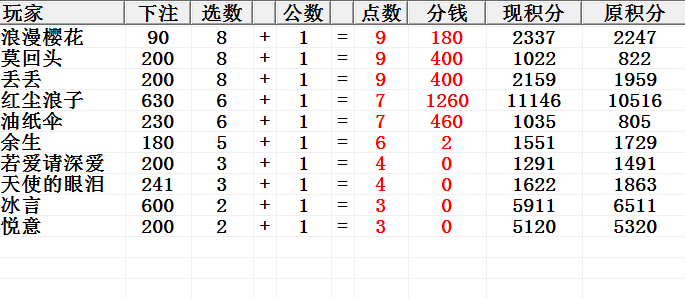 玩家 下注 选数 公数 点数 分钱 现积分 原积分
浪漫樱花 90 8 + 1 = 9 180 2337 2247
莫回头 200 8 + 1 = 9 400 1022 822
丢丢 200 8 + 1 = 9 400 2159 1959
红尘浪子 630 6 + 1 = 7 1260 11146 10516
油纸伞 230 6 + 1 = 7 460 1035 805
余生 180 5 + 1 = 6 2 1551 1729
若爱请深爱 200 3 + 1 = 4 0 1291 1491
天使的眼泪 241 3 + 1 = 4 0 1622 1863
冰言 600 2 + 1 = 3 0 5911 6511
悦意 200 2 + 1 = 3 0 5120 5320